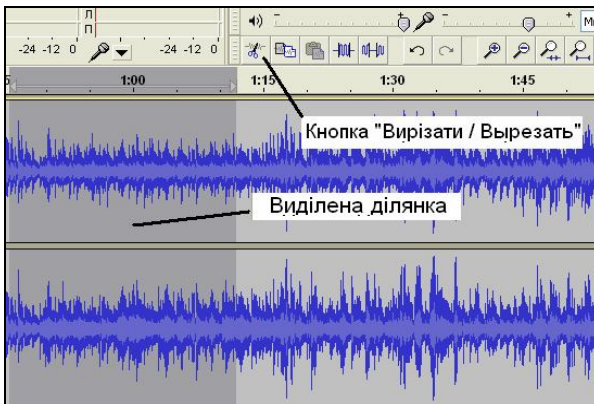 Л
П
-24 -12 0 -24 -12 0
1:00 1:15 1:30 1:45
Кнопка "Вирізати / Вырезать"
Виділена ділянка